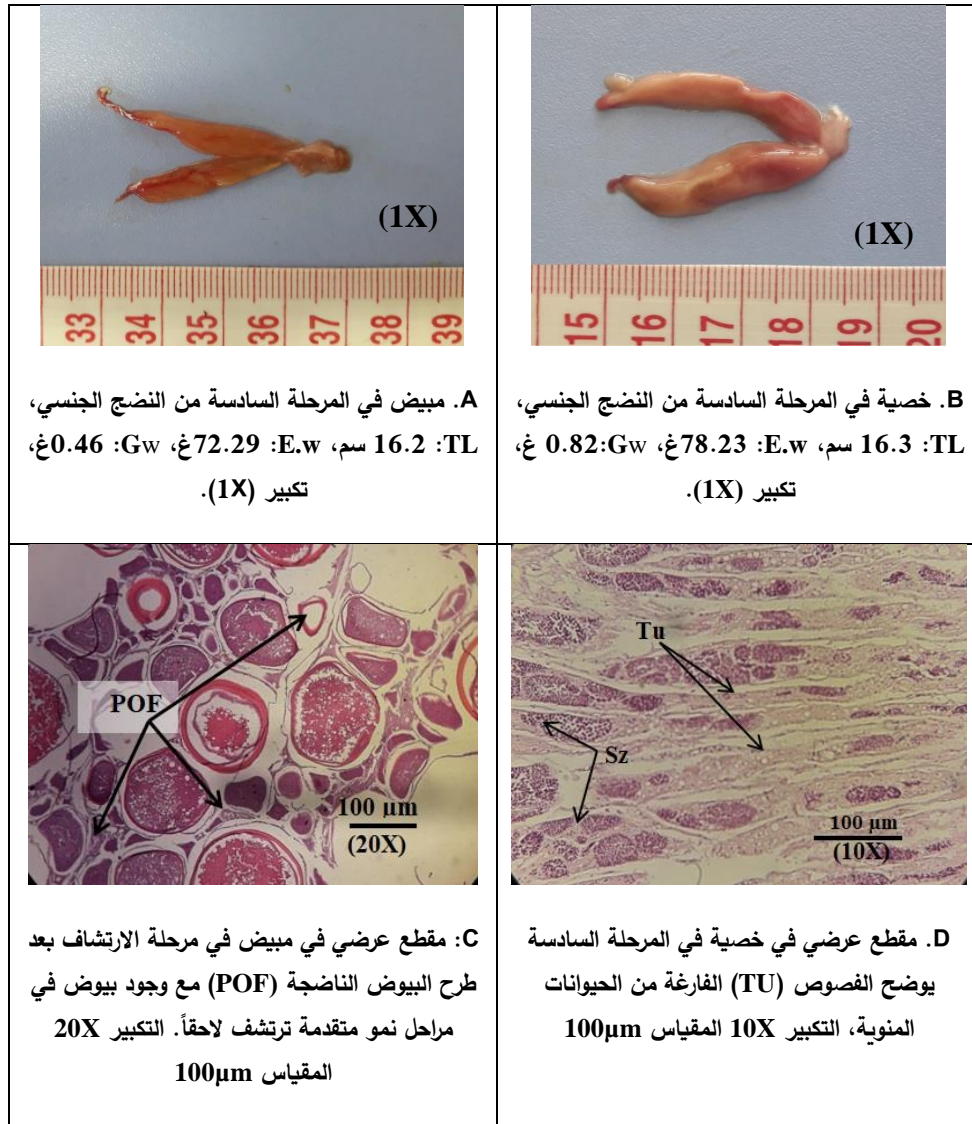 (1X)
33 34 35 36 37 38 39
(1X)
15 16 17 18 19 20
A. مبيض في المرحلة السادسة من النضج الجنسي،
TL: 16.2 سم، E.w: 72.29غ، Gw: 0.46غ،
تكبير (1X).
B. خصية في المرحلة السادسة من النضج الجنسي،
TL: 16.3 سم، E.w: 78.23غ، Gw:0.82 غ،
تكبير (1X).
POF
100 µm
(20X)
Tu
Sz
100 µm
(10X)
C: مقطع عرضي في مبيض في مرحلة الارتشاف بعد
طرح البيوض الناضجة (POF) مع وجود بيوض في
مراحل نمو متقدمة ترتشف لاحقاً. التكبير 20X
المقياس 100µm
D. مقطع عرضي في خصية في المرحلة السادسة
يوضح الفصوص (TU) الفارغة من الحيوانات
المنوية، التكبير 10X المقياس 100µm